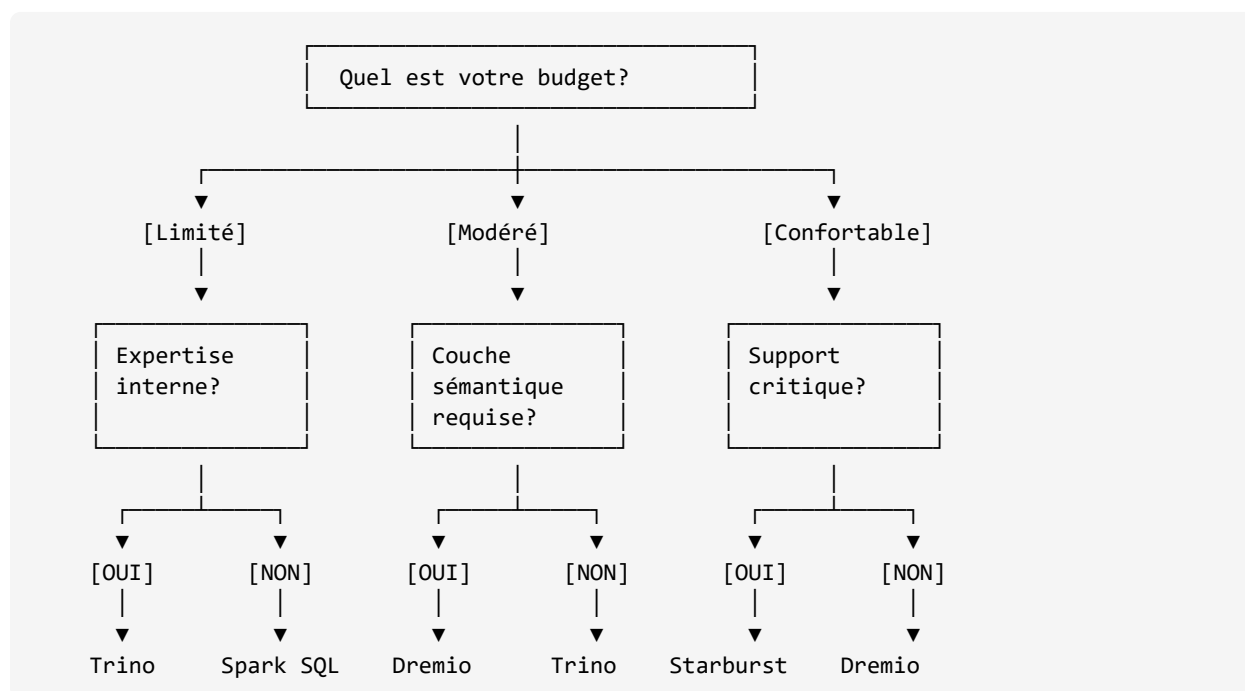 Quel est votre budget?
[Limité] [Modéré] [Confortable]
Expertise
interne?
Couche
sémantique
requise?
Support
critique?
[OUI] [NON] [OUI] [NON] [OUI] [NON]
Trino Spark SQL Dremio Trino Starburst Dremio